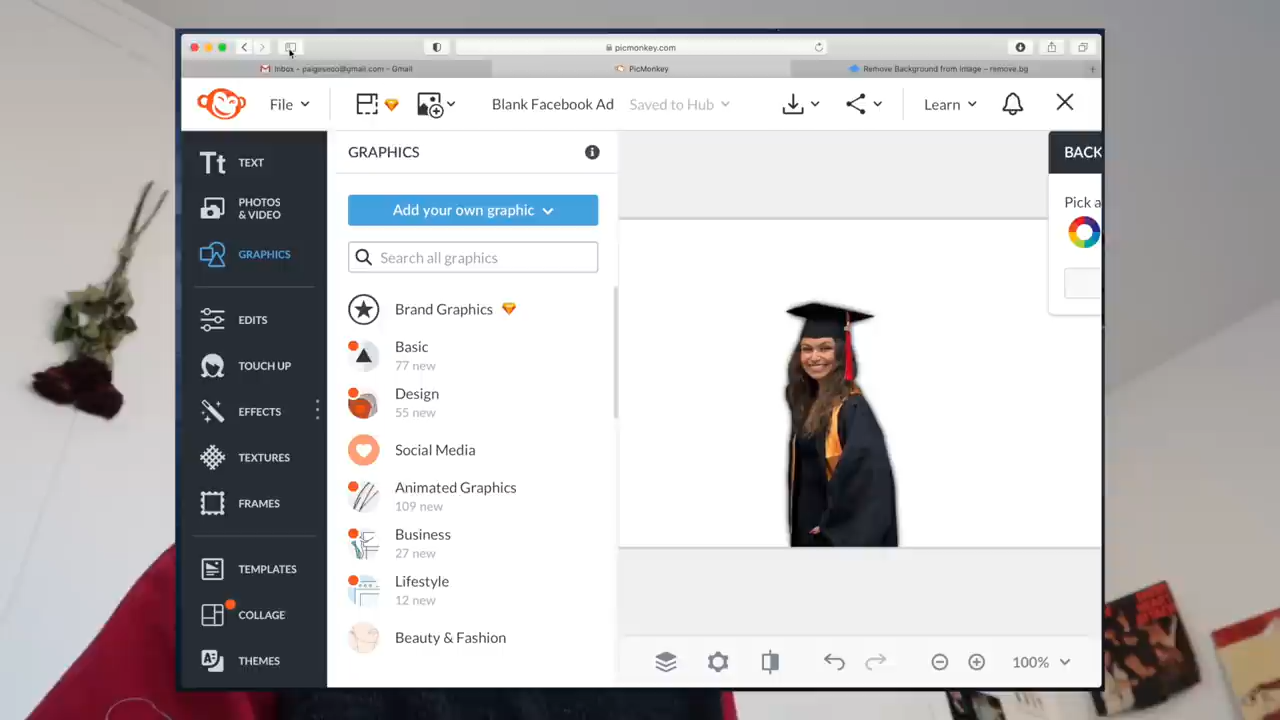 picmonkey.com
Inbox - paigeseso@gmail.com - Gmail
PicMonkey
Remove Background from Image – remove.bg
File
Blank Facebook Ad
Saved to Hub
Learn
Tt
TEXT
PHOTOS
& VIDEO
GRAPHICS
EDITS
TOUCH UP
EFFECTS
TEXTURES
FRAMES
TEMPLATES
COLLAGE
THEMES
GRAPHICS
Add your own graphic
Search all graphics
Brand Graphics
Basic
77 new
Design
55 new
Social Media
Animated Graphics
109 new
Business
27 new
Lifestyle
12 new
Beauty & Fashion
BACK
Pick a
100%